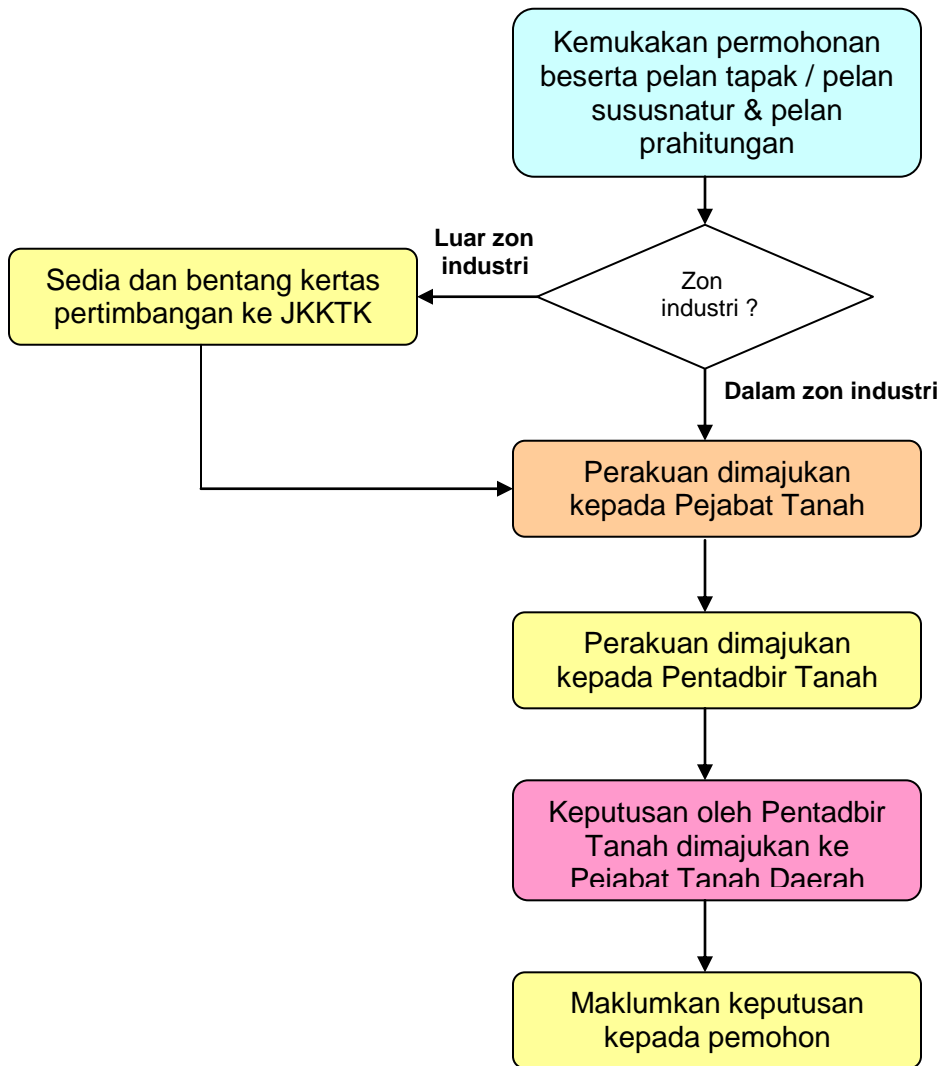 Kemukakan permohonan
beserta pelan tapak / pelan
sususnatur & pelan
prahitungan
Luar zon
industri
Sedia dan bentang kertas
pertimbangan ke JKKTK
Zon
industri ?
Dalam zon industri
Perakuan dimajukan
kepada Pejabat Tanah
Perakuan dimajukan
kepada Pentadbir Tanah
Keputusan oleh Pentadbir
Tanah dimajukan ke
Pejabat Tanah Daerah
Maklumkan keputusan
kepada pemohon